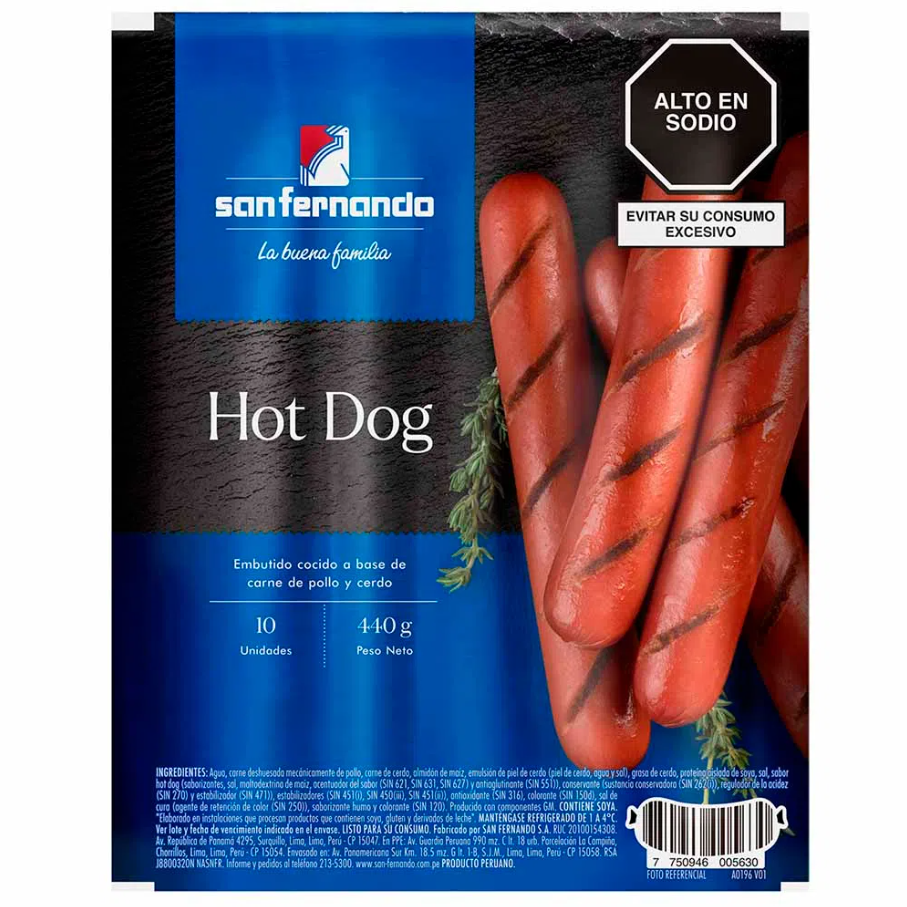 ALTO EN
SODIO
EVITAR SU CONSUMO
EXCESIVO
sanfernando
La buena familia
Hot Dog
Embutido cocido a base de
carne de pollo y cerdo
10
Unidades
440 g
Peso Neto
INGREDIENTES: Agua, carne deshuesada mecánicamente de pollo, carne de cerdo, almidón de maíz, emulsión de piel de cerdo (piel de cerdo, agua y sal), grasa de cerdo, proteína aislada de soya, sal, sabor
hot dog (saborizantes, sal, maltodextrina de maíz, acentuador del sabor (SIN 621, SIN 631, SIN 627) y antiaglutinante (SIN 551)), conservante (sustancia conservadora (SIN 262(ii)), regulador de la acidez
(SIN 270) y estabilizador (SIN 471)), estabilizadores (SIN 451(i), SIN 450(iii), SIN 451(ii)), antioxidante (SIN 316), colorante (SIN 150d), sal de
cura (agente de retención de color (SIN 250)), saborizante humo y colorante (SIN 120). Producido con componentes GM. CONTIENE SOYA.
"Elaborado en instalaciones que procesan productos que contienen soya, gluten y derivados de leche". MANTÉNGASE REFRIGERADO DE 1 A 4°C.
Ver lote y fecha de vencimiento indicado en el envase. LISTO PARA SU CONSUMO. Fabricado por SAN FERNANDO S.A. RUC 20100154308.
Av. República de Panamá 4295, Surquillo, Lima, Lima, Perú - CP 15047. En PPE: Av. Guardia Peruana 990 mz. C lt. 18 urb. Parcelación La Campiña,
Chorrillos, Lima, Lima, Perú - CP 15054. Envasado en: Av. Panamericana Sur Km. 18.5 mz. G lt. 1B, S.J.M., Lima, Lima, Perú - CP 15058. RSA
J8800320N NASNFR. Informe y pedidos al teléfono 213-5300. www.san-fernando.com.pe PRODUCTO PERUANO.
7 750946 005630
FOTO REFERENCIAL
A0196 V01